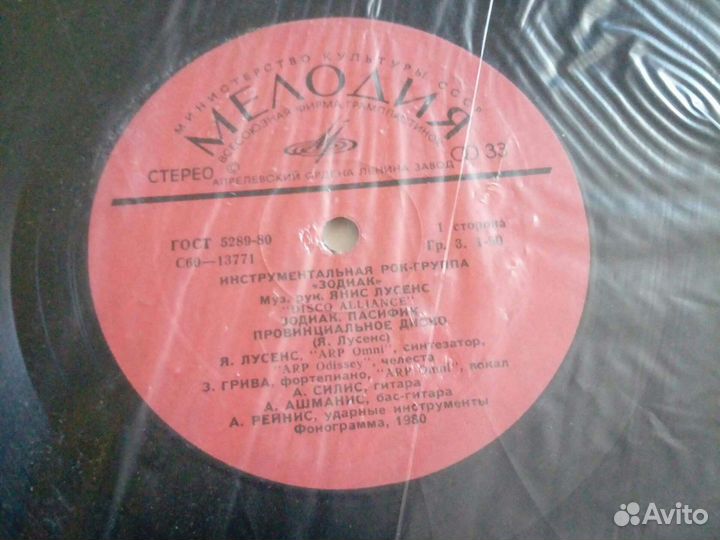 МИНИСТЕРСТВО КУЛЬТУРЫ СССР
МЕЛОДИЯ
ВСЕСОЮЗНАЯ ФИРМА ГРАМПЛАСТИНОК
СТЕРЕО
АПРЕЛЕВСКИЙ ОРДЕНА ЛЕНИНА ЗАВОД
33
ГОСТ 5289-80
1 сторона
С60—13771
Гр. 3. 1-90
ИНСТРУМЕНТАЛЬНАЯ РОК-ГРУППА
«ЗОДИАК»
Муз. рук. ЯНИС ЛУСЕНС
"DISCO ALLIANCE"
ЗОДИАК, ПАСИФИК,
ПРОВИНЦИАЛЬНОЕ ДИСКО
(Я. Лусенс)
Я. ЛУСЕНС, "ARP Omni", синтезатор,
"ARP Odissey", челеста
З. ГРИВА, фортепиано, "ARP Omni", вокал
А. СИЛИС, гитара
А. АШМАНИС, бас-гитара
А. РЕЙНИС, ударные инструменты
Фонограмма, 1980
Avito